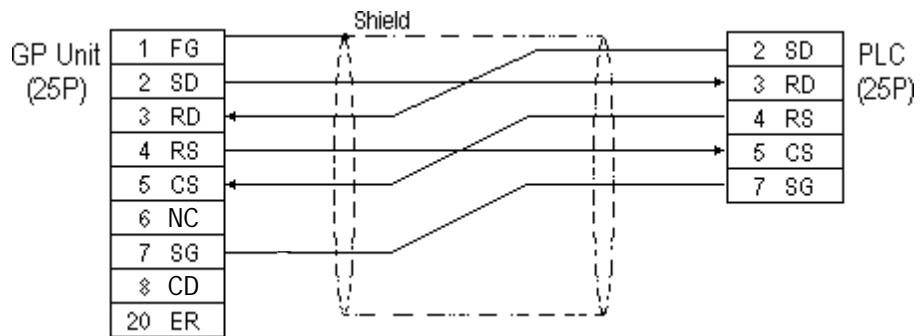 Shield
GP Unit
(25P)
1 FG
2 SD
3 RD
4 RS
5 CS
6 NC
7 SG
8 CD
20 ER
2 SD
3 RD
4 RS
5 CS
7 SG
PLC
(25P)